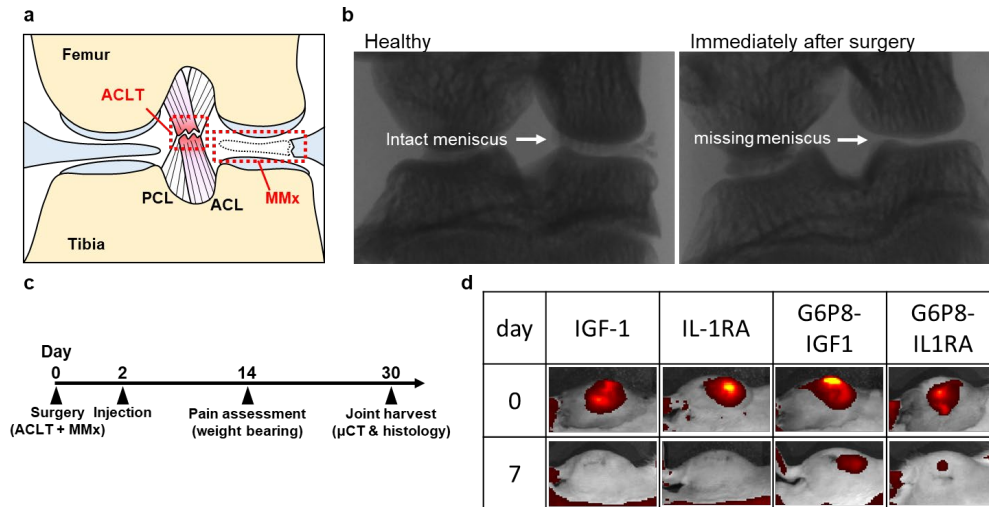 a
Femur
ACLT
PCL
ACL
MMx
Tibia
b
Healthy
Intact meniscus
Immediately after surgery
missing meniscus
c
Day
0
2
14
30
Surgery
(ACLT + MMx)
Injection
Pain assessment
(weight bearing)
Joint harvest
(µCT & histology)
d
day
IGF-1
IL-1RA
G6P8-
IGF1
G6P8-
IL1RA
0
7